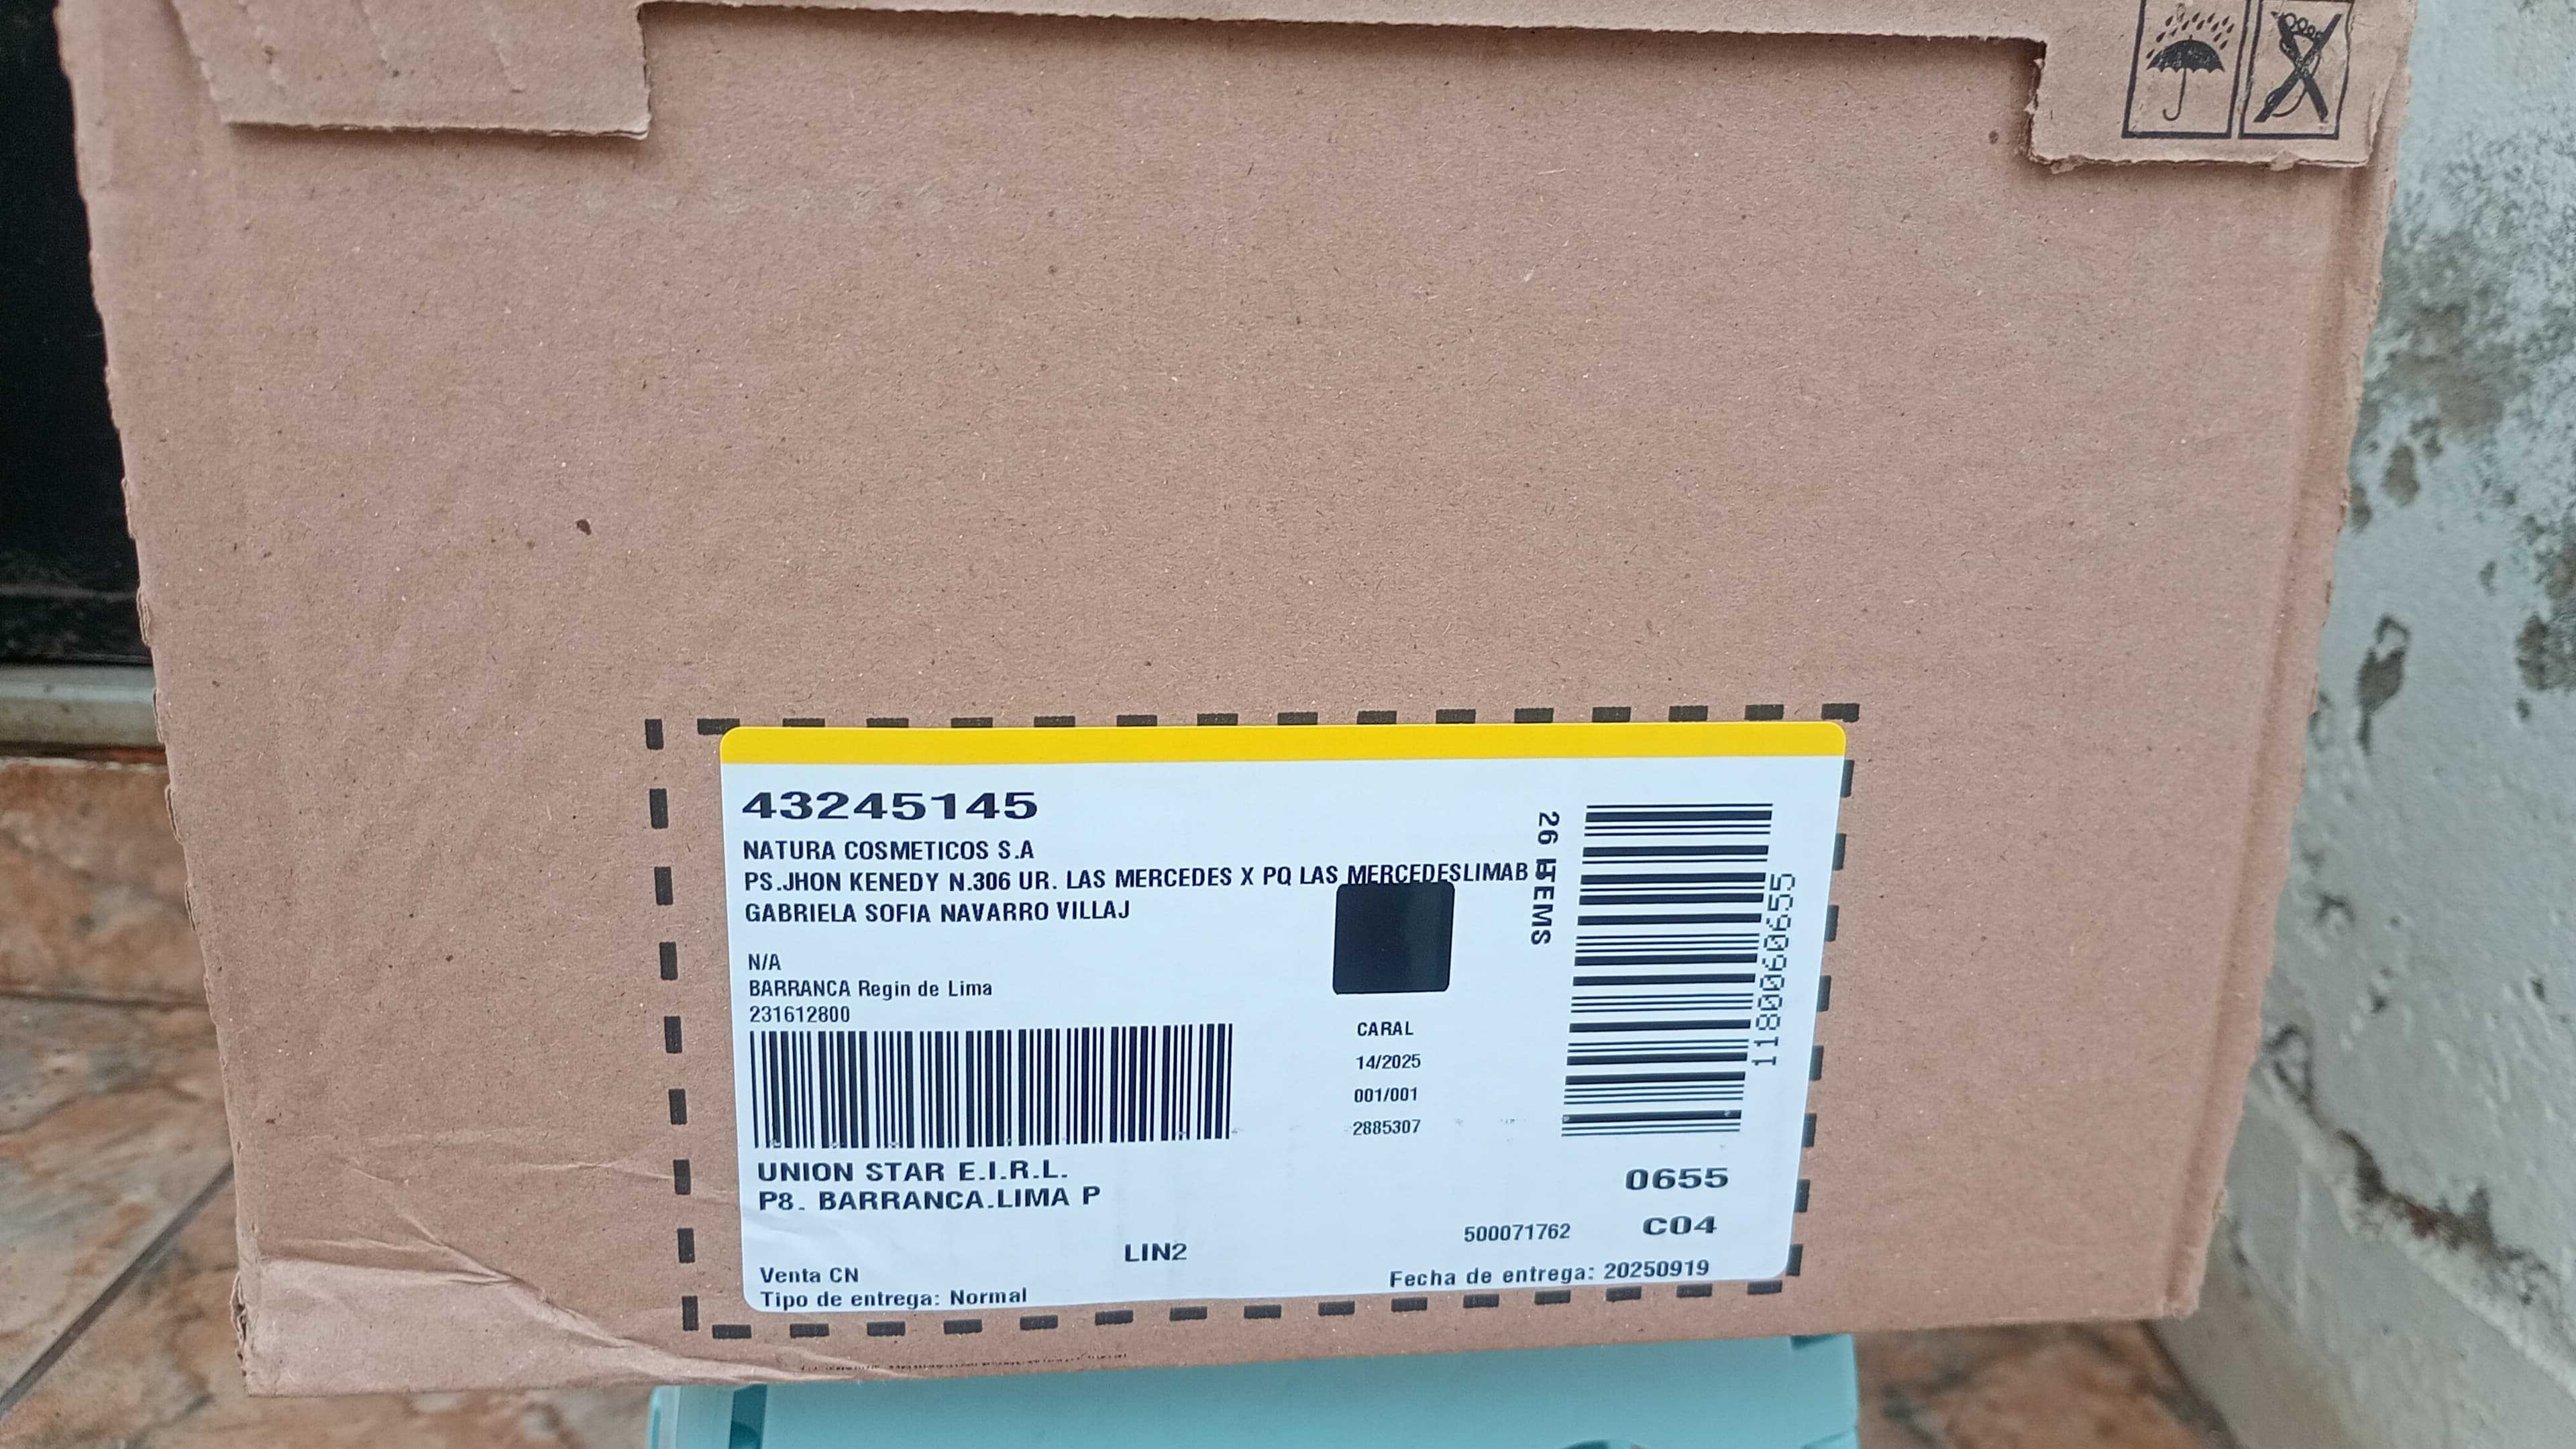 43245145
NATURA COSMETICOS S.A
PS.JHON KENEDY N.306 UR. LAS MERCEDES X PQ LAS MERCEDESLIMAB
GABRIELA SOFIA NAVARRO VILLAJ
26 ITEMS
N/A
BARRANCA Regin de Lima
231612800
1180060655
CARAL
14/2025
001/001
2885307
UNION STAR E.I.R.L.
P8. BARRANCA.LIMA P
0655
500071762
C04
LIN2
Venta CN
Tipo de entrega: Normal
Fecha de entrega: 20250919